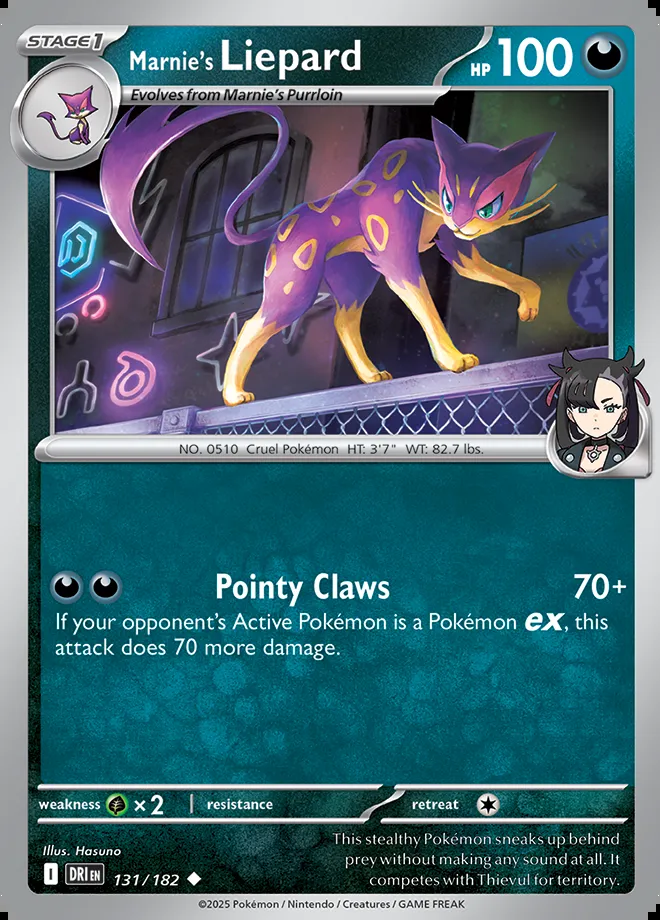 STAGE 1
Marnie's Liepard
HP 100
Evolves from Marnie's Purrloin
NO. 0510 Cruel Pokémon HT: 3'7" WT: 82.7 lbs.
Pointy Claws 70+
If your opponent's Active Pokémon is a Pokémon ex, this
attack does 70 more damage.
weakness ×2 resistance retreat
Illus. Hasuno
This stealthy Pokémon sneaks up behind
prey without making any sound at all. It
competes with Thievul for territory.
I DRI EN 131/182
©2025 Pokémon / Nintendo / Creatures / GAME FREAK